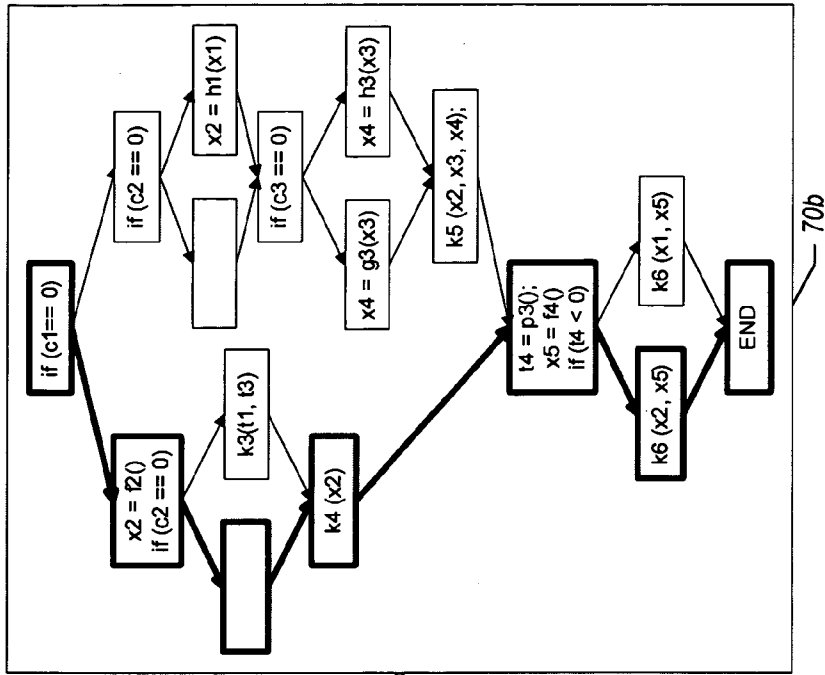 if (c1== 0)
x2 = f2()
if (c2 == 0)
k3(t1, t3)
k4 (x2)
if (c2 == 0)
x2 = h1(x1)
if (c3 == 0)
x4 = g3(x3)
x4 = h3(x3)
k5 (x2, x3, x4);
t4 = p3();
x5 = f4()
if (t4 < 0)
k6 (x2, x5)
k6 (x1, x5)
END
70b